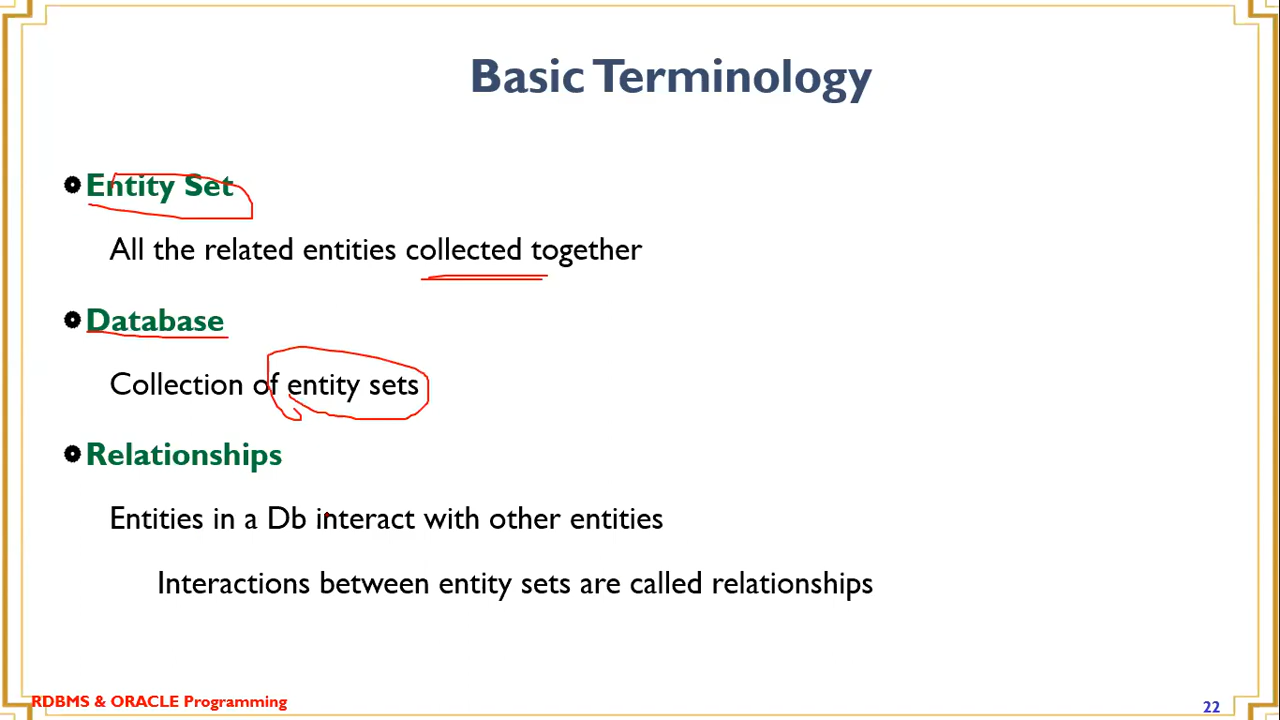 Basic Terminology
Entity Set
All the related entities collected together
Database
Collection of entity sets
Relationships
Entities in a Db interact with other entities
Interactions between entity sets are called relationships
RDBMS & ORACLE Programming
22